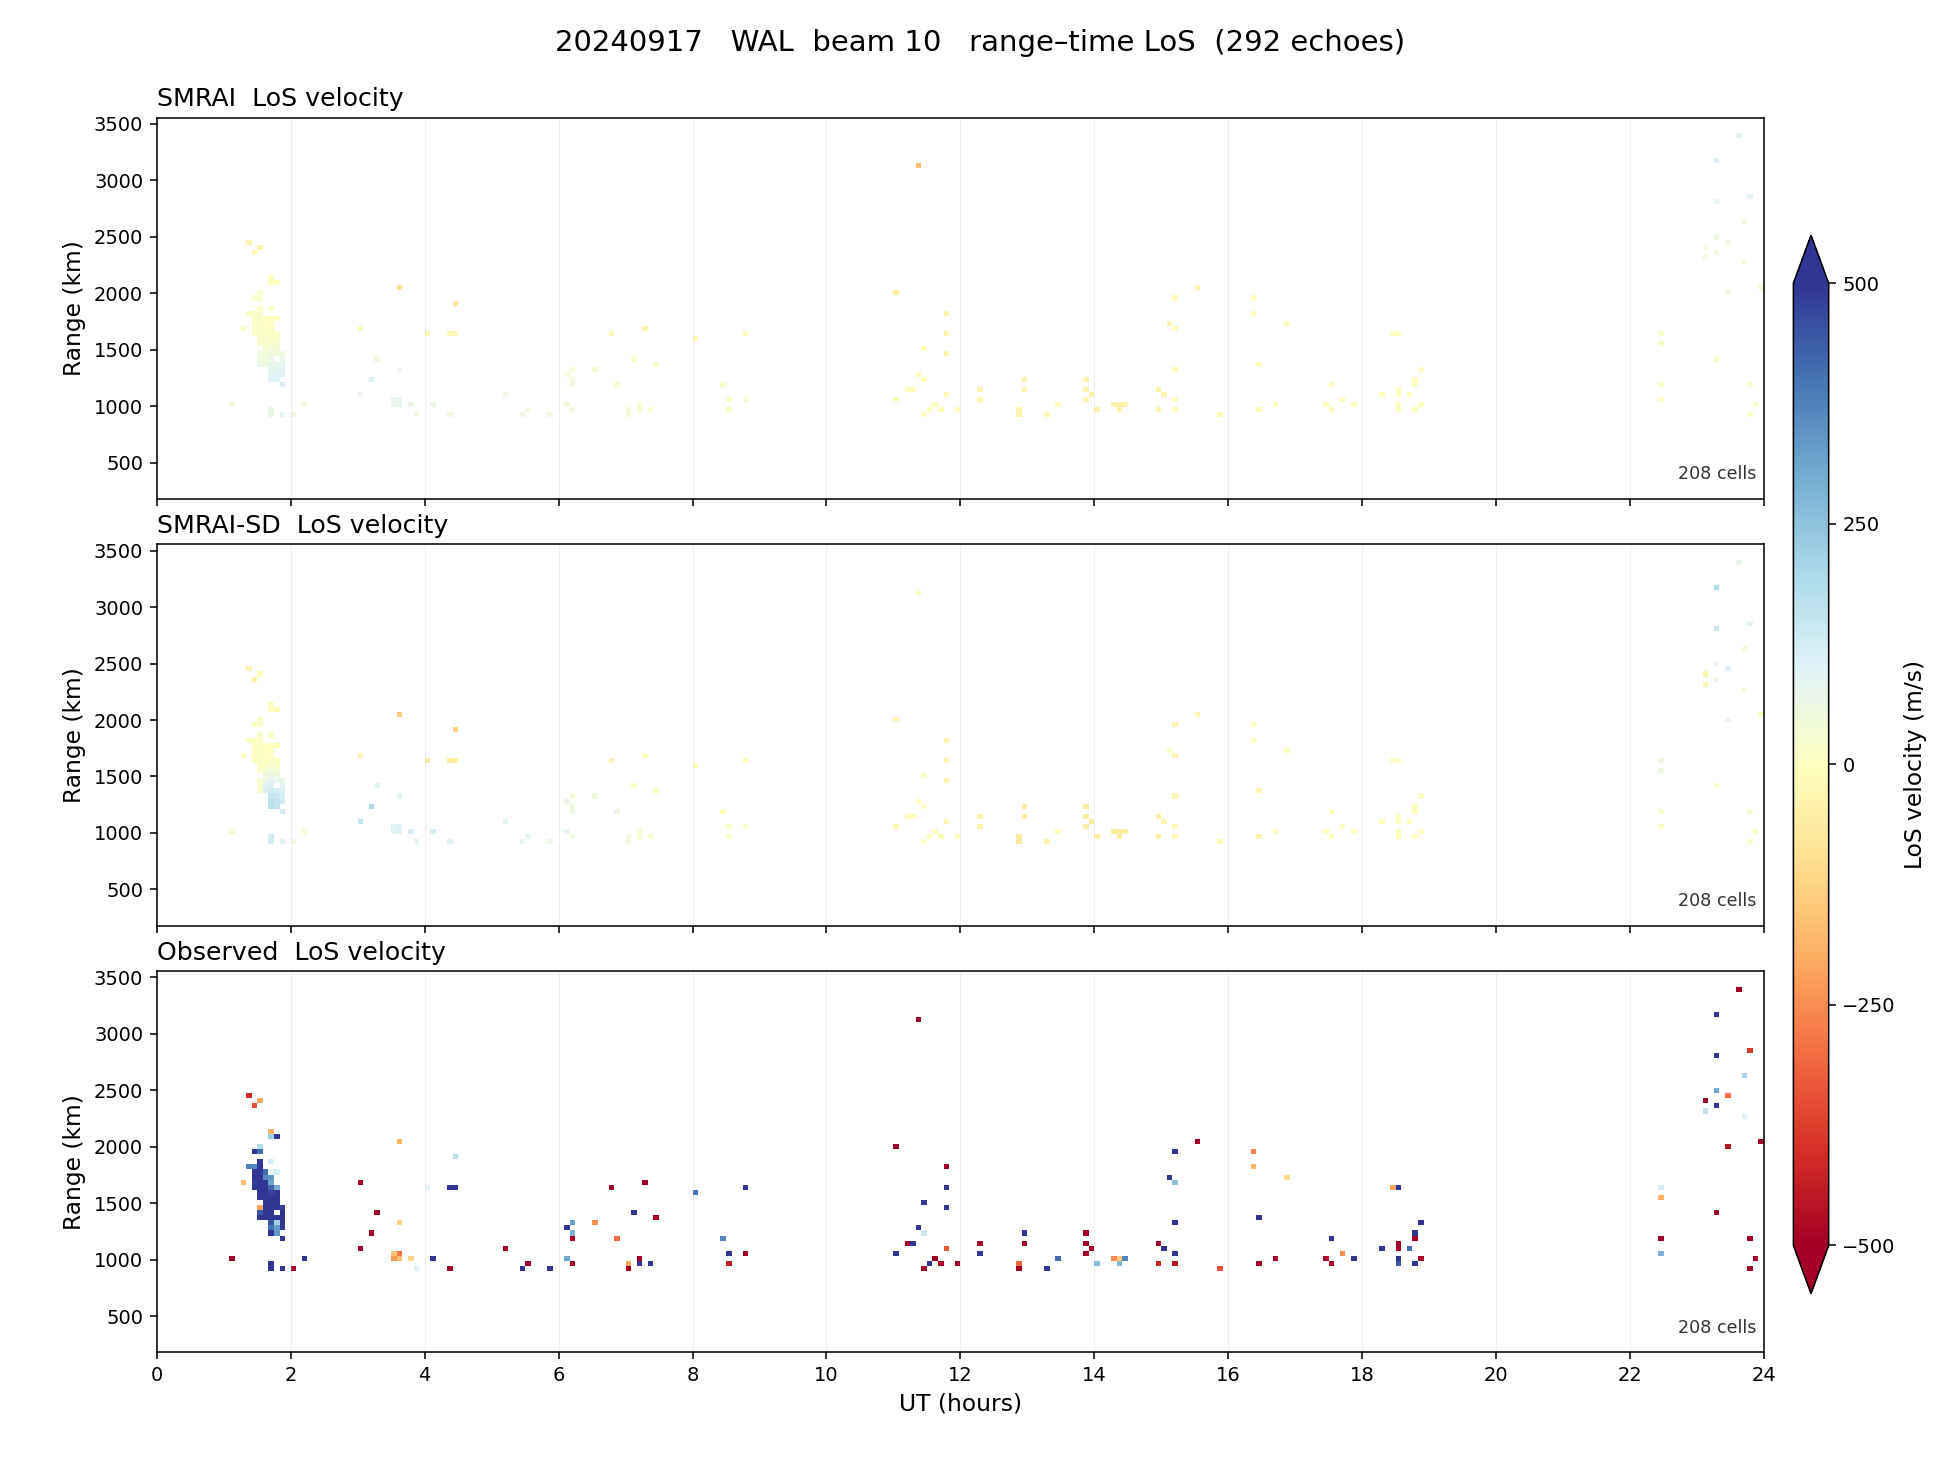 20240917   WAL  beam 10   range–time LoS  (292 echoes)
SMRAI  LoS velocity
3500
3000
2500
2000
1500
1000
500
Range (km)
208 cells
SMRAI-SD  LoS velocity
3500
3000
2500
2000
1500
1000
500
Range (km)
208 cells
Observed  LoS velocity
3500
3000
2500
2000
1500
1000
500
Range (km)
208 cells
0 2 4 6 8 10 12 14 16 18 20 22 24
UT (hours)
500
250
0
−250
−500
LoS velocity (m/s)